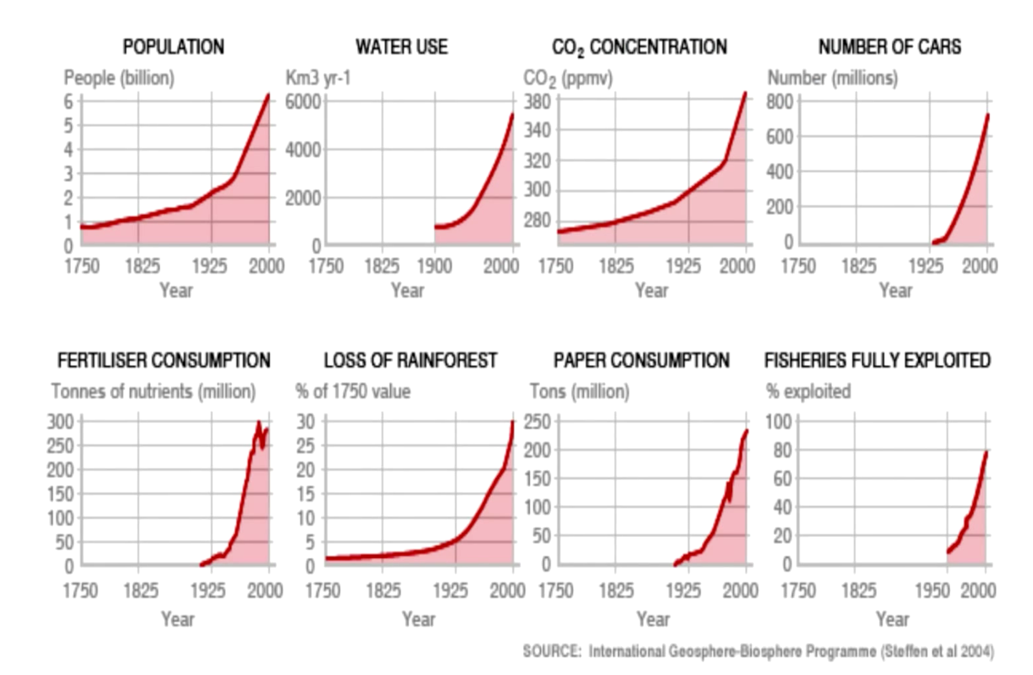 POPULATION
People (billion)
6
5
4
3
2
1
0
1750 1825 1925 2000
Year
WATER USE
Km3 yr-1
6000
4000
2000
0
1750 1825 1900 2000
Year
CO₂ CONCENTRATION
CO₂ (ppmv)
380
340
320
300
280
1750 1825 1925 2000
Year
NUMBER OF CARS
Number (millions)
800
600
400
200
0
1750 1825 1925 2000
Year
FERTILISER CONSUMPTION
Tonnes of nutrients (million)
300
250
200
150
100
50
0
1750 1825 1925 2000
Year
LOSS OF RAINFOREST
% of 1750 value
30
25
20
15
10
5
0
1750 1825 1925 2000
Year
PAPER CONSUMPTION
Tons (million)
250
200
150
100
50
0
1750 1825 1925 2000
Year
FISHERIES FULLY EXPLOITED
% exploited
100
80
60
40
20
0
1750 1825 1950 2000
Year
SOURCE: International Geosphere-Biosphere Programme (Steffen et al 2004)